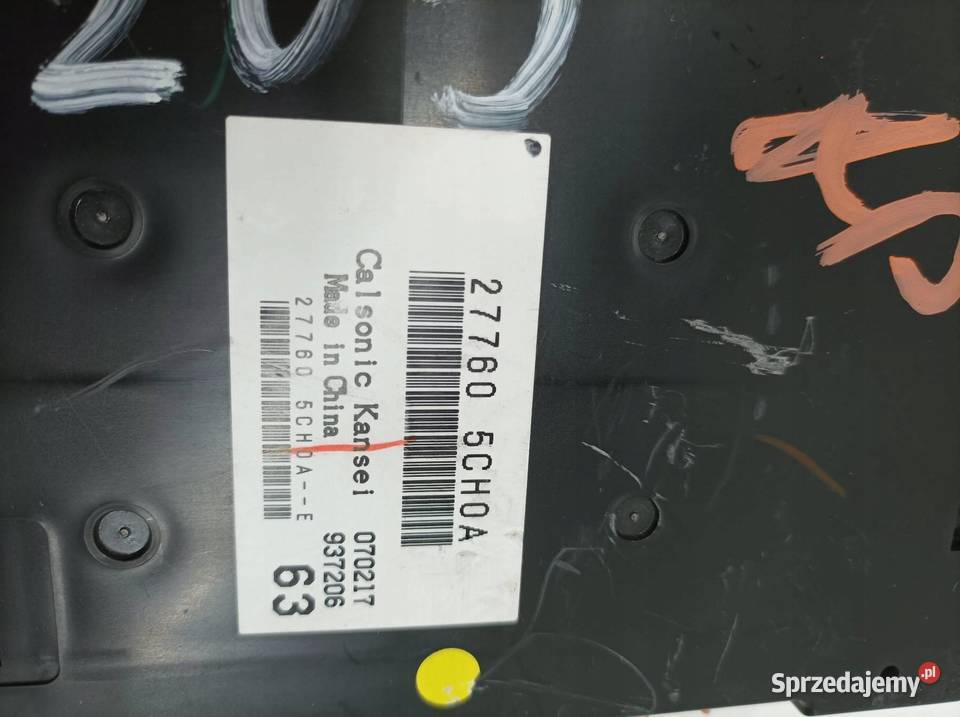 27760 5CH0A
Calsonic Kansei 070217
Made in China 937206
27760 5CH0A--E
63
Sprzedajemy.pl